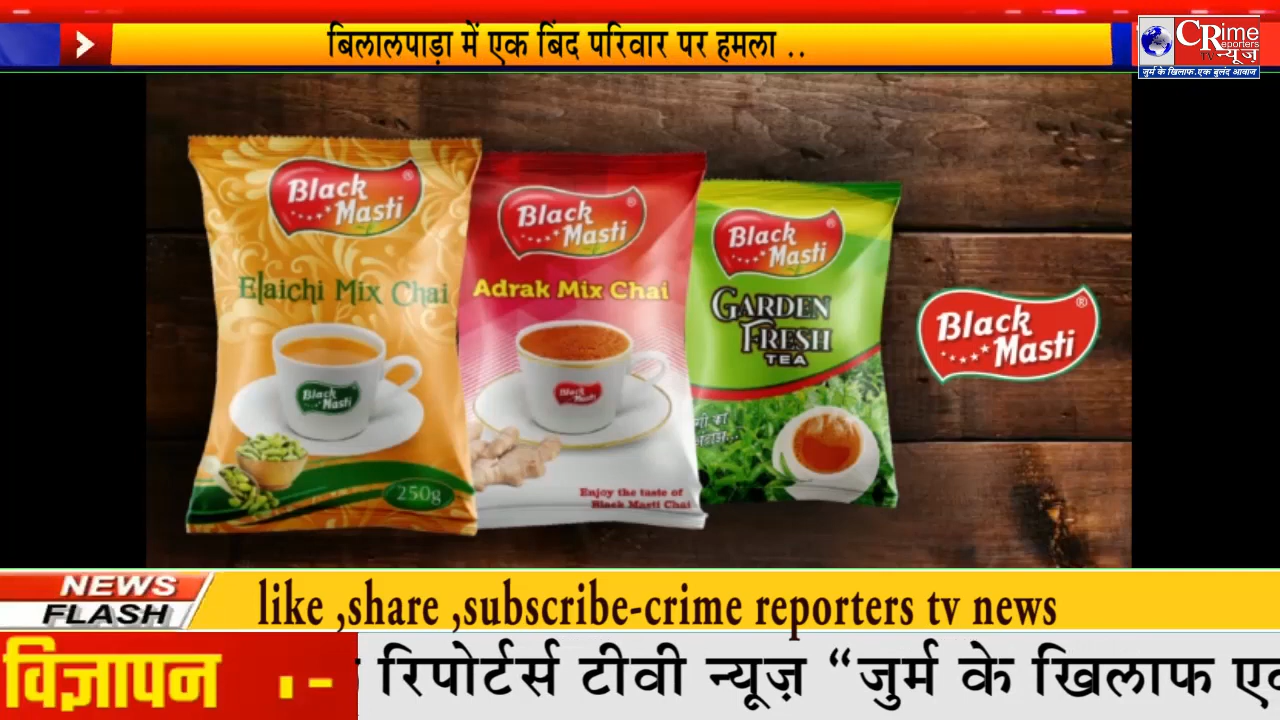 बिलालपाड़ा में एक बिंद परिवार पर हमला ..
CRime
Reporters
TV न्यूज़
जुर्म के खिलाफ.एक बुलंद आवाज
Black
Masti
Elaichi Mix Chai
Black
Masti
250g
Black
Masti
Adrak Mix Chai
Black
Masti
Enjoy the taste of
Black Masti Chai
Black
Masti
GARDEN
FRESH
TEA
Black
Masti
NEWS
FLASH
like ,share ,subscribe-crime reporters tv news
विज्ञापन :-
रिपोर्टर्स टीवी न्यूज़ “जुर्म के खिलाफ